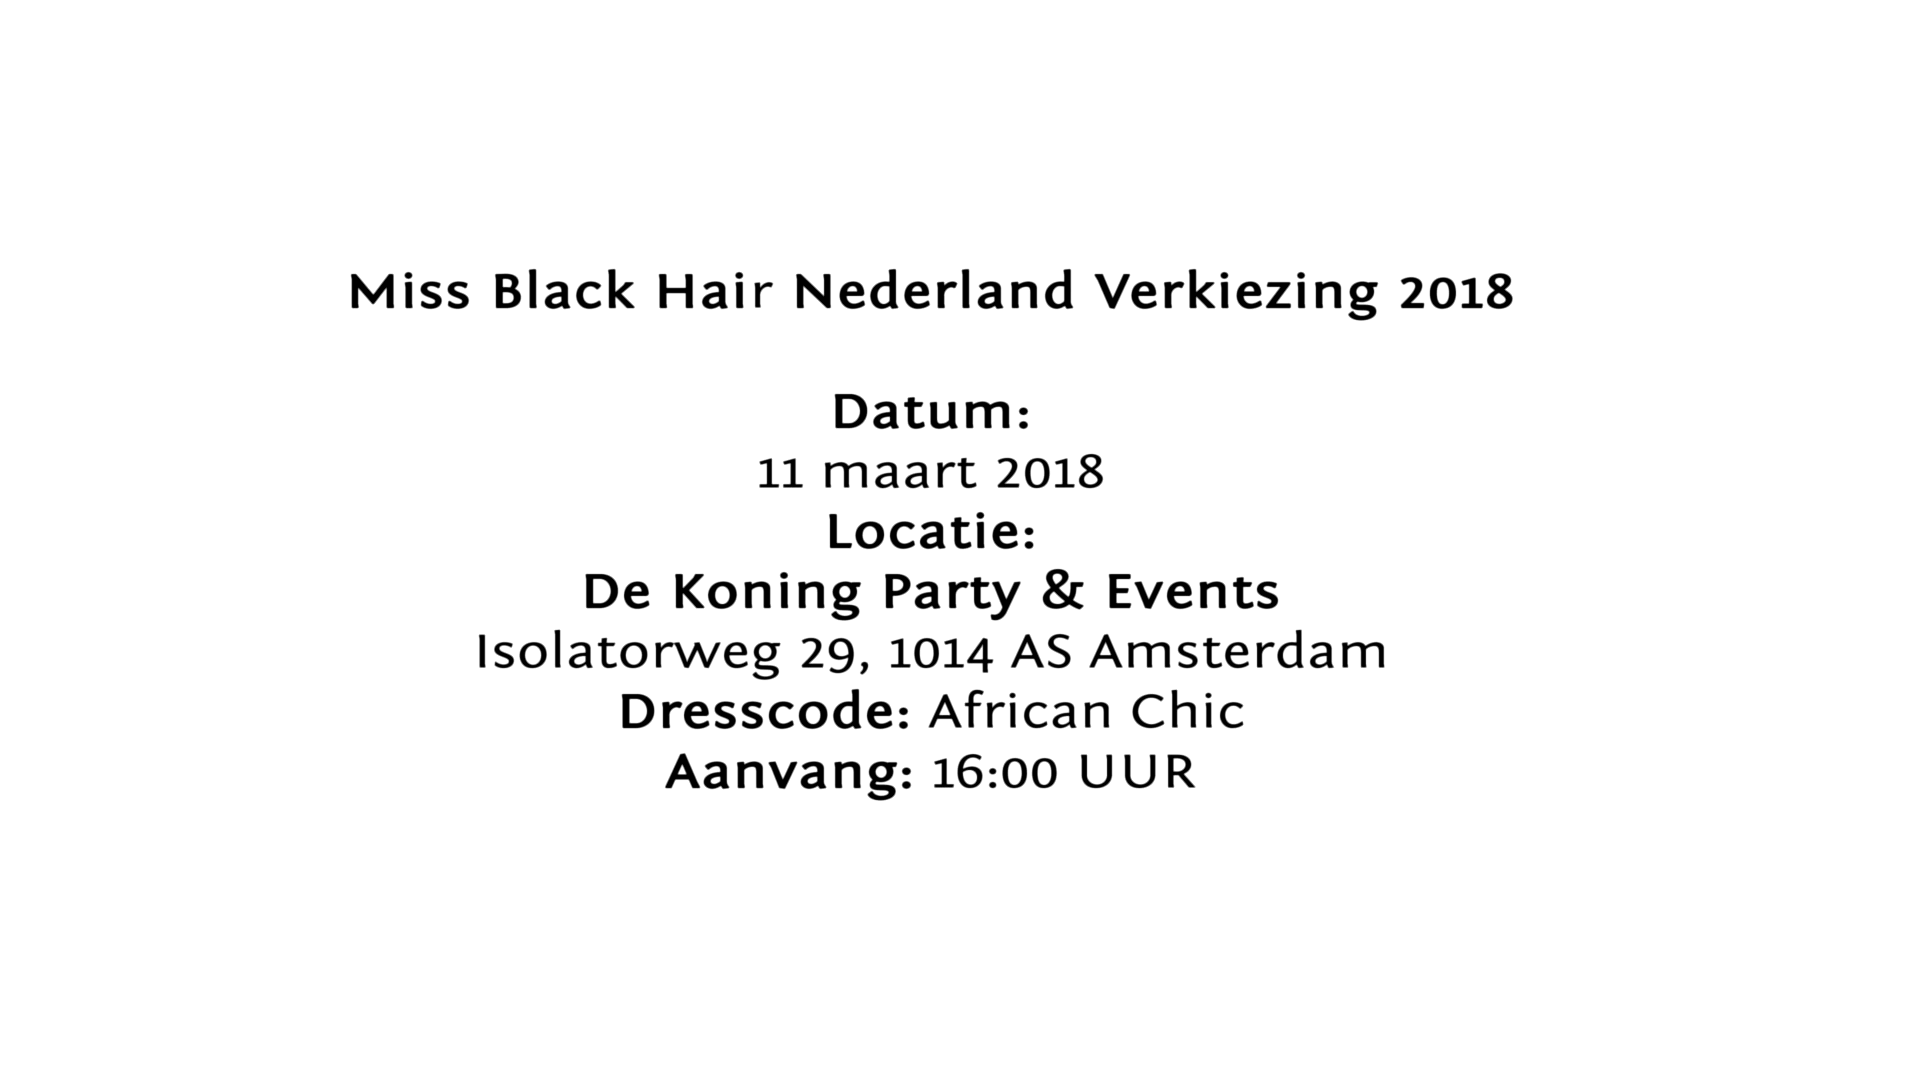 Miss Black Hair Nederland Verkiezing 2018
Datum:
11 maart 2018
Locatie:
De Koning Party & Events
Isolatorweg 29, 1014 AS Amsterdam
Dresscode: African Chic
Aanvang: 16:00 UUR